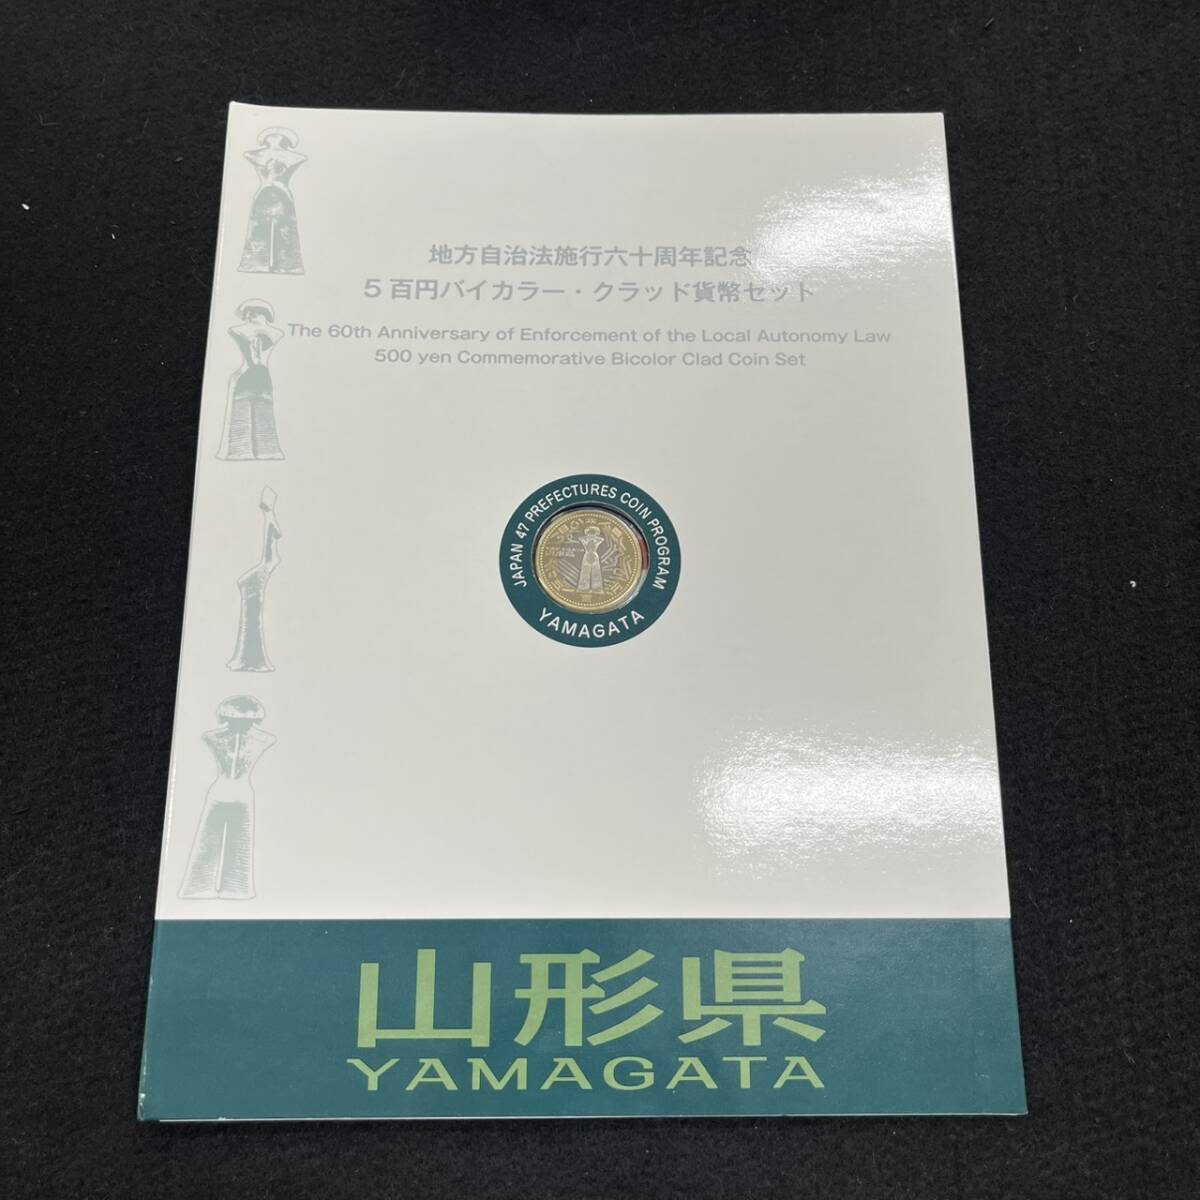 地方自治法施行六十周年記念
5百円バイカラー・クラッド貨幣セット
The 60th Anniversary of Enforcement of the Local Autonomy Law
500 yen Commemorative Bicolor Clad Coin Set
JAPAN 47 PREFECTURES COIN PROGRAM
YAMAGATA
山形県
YAMAGATA